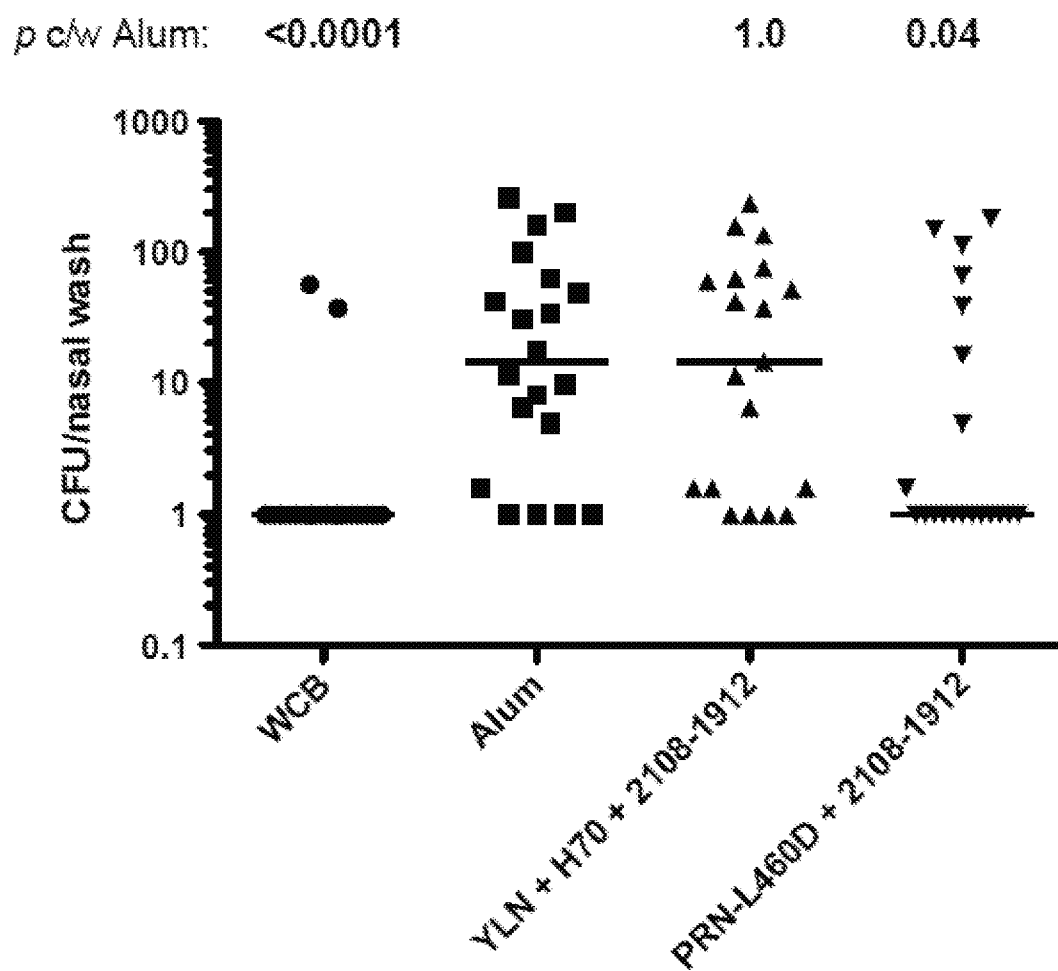 p c/w Alum: <0.0001 1.0 0.04
1000
100
10
1
0.1
CFU/nasal wash
WCB
Alum
YLN + H70 + 2108-1912
PRN-L460D + 2108-1912